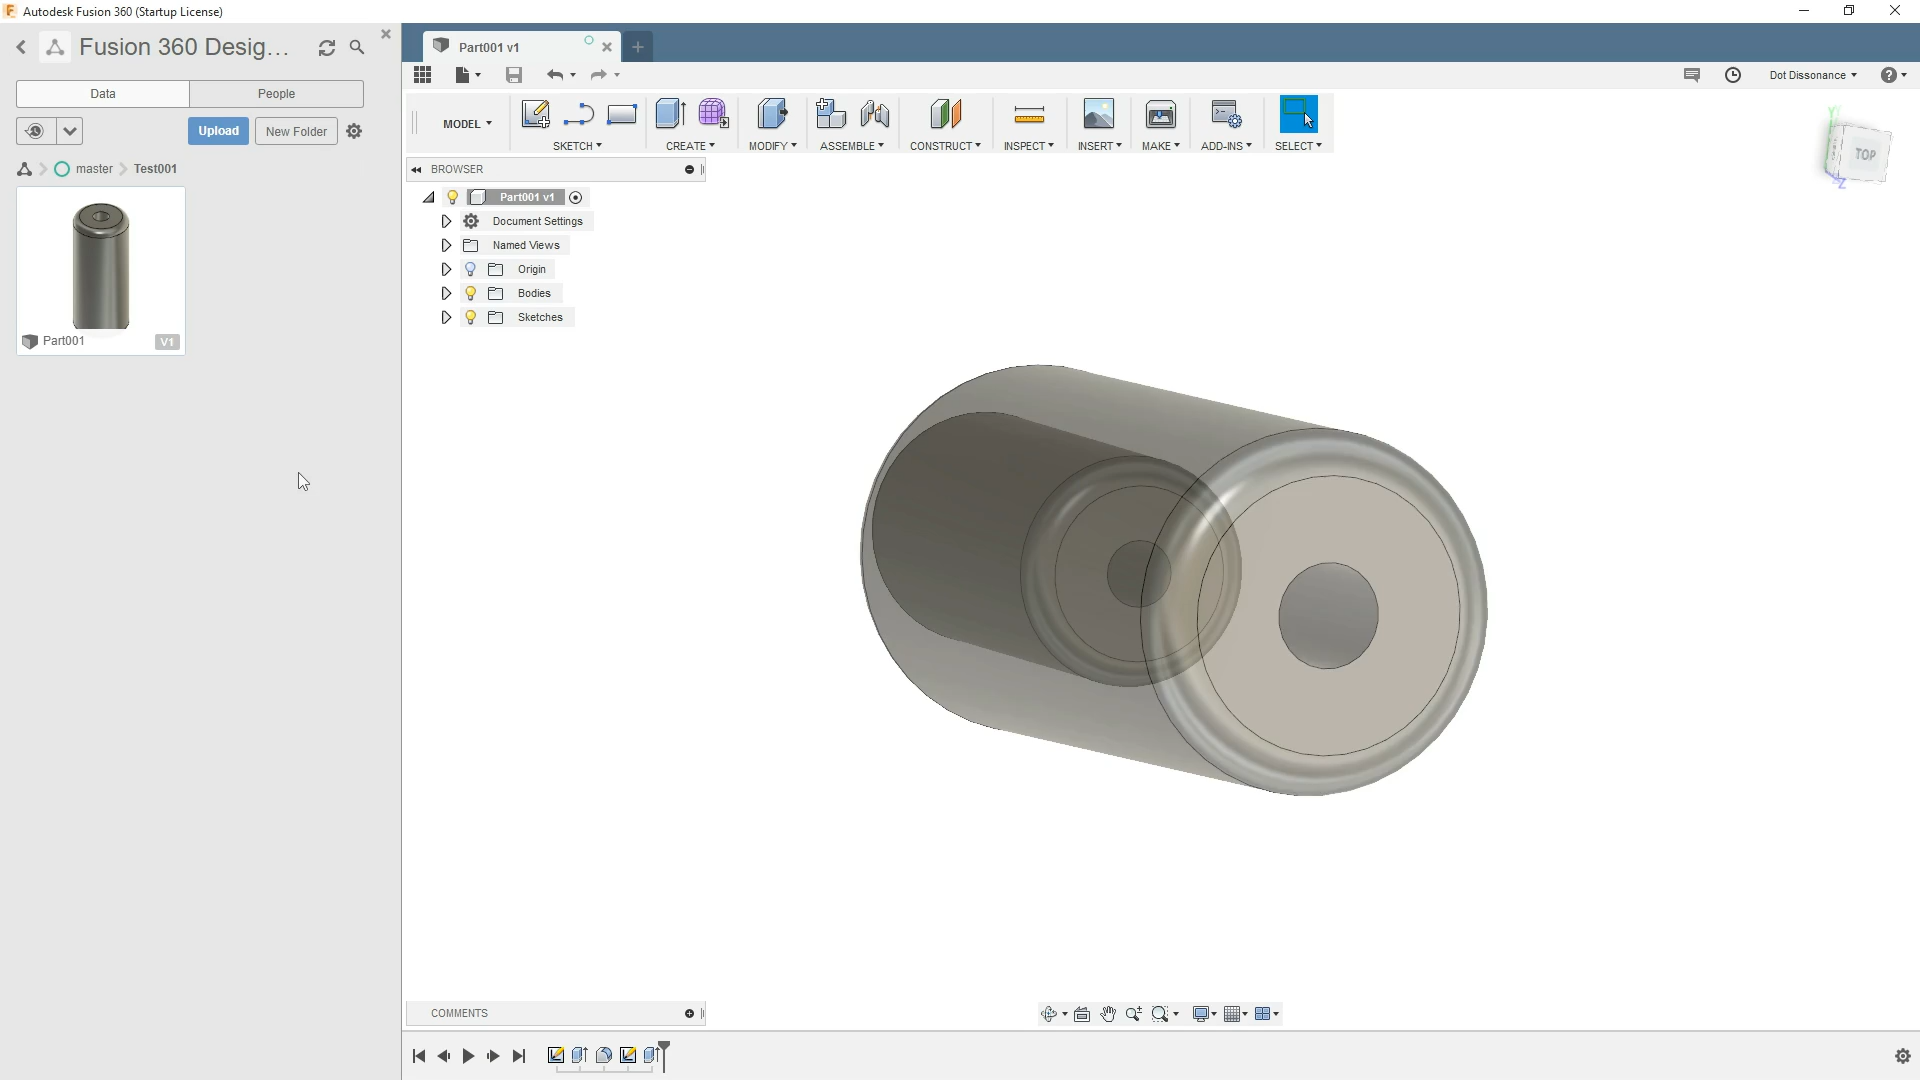 Autodesk Fusion 360 (Startup License)
Fusion 360 Desig...
Data
People
Upload
New Folder
master
Test001
Part001
V1
Part001 v1
Dot Dissonance
MODEL
SKETCH
CREATE
MODIFY
ASSEMBLE
CONSTRUCT
INSPECT
INSERT
MAKE
ADD-INS
SELECT
BROWSER
Part001 v1
Document Settings
Named Views
Origin
Bodies
Sketches
Y
TOP
Z
COMMENTS